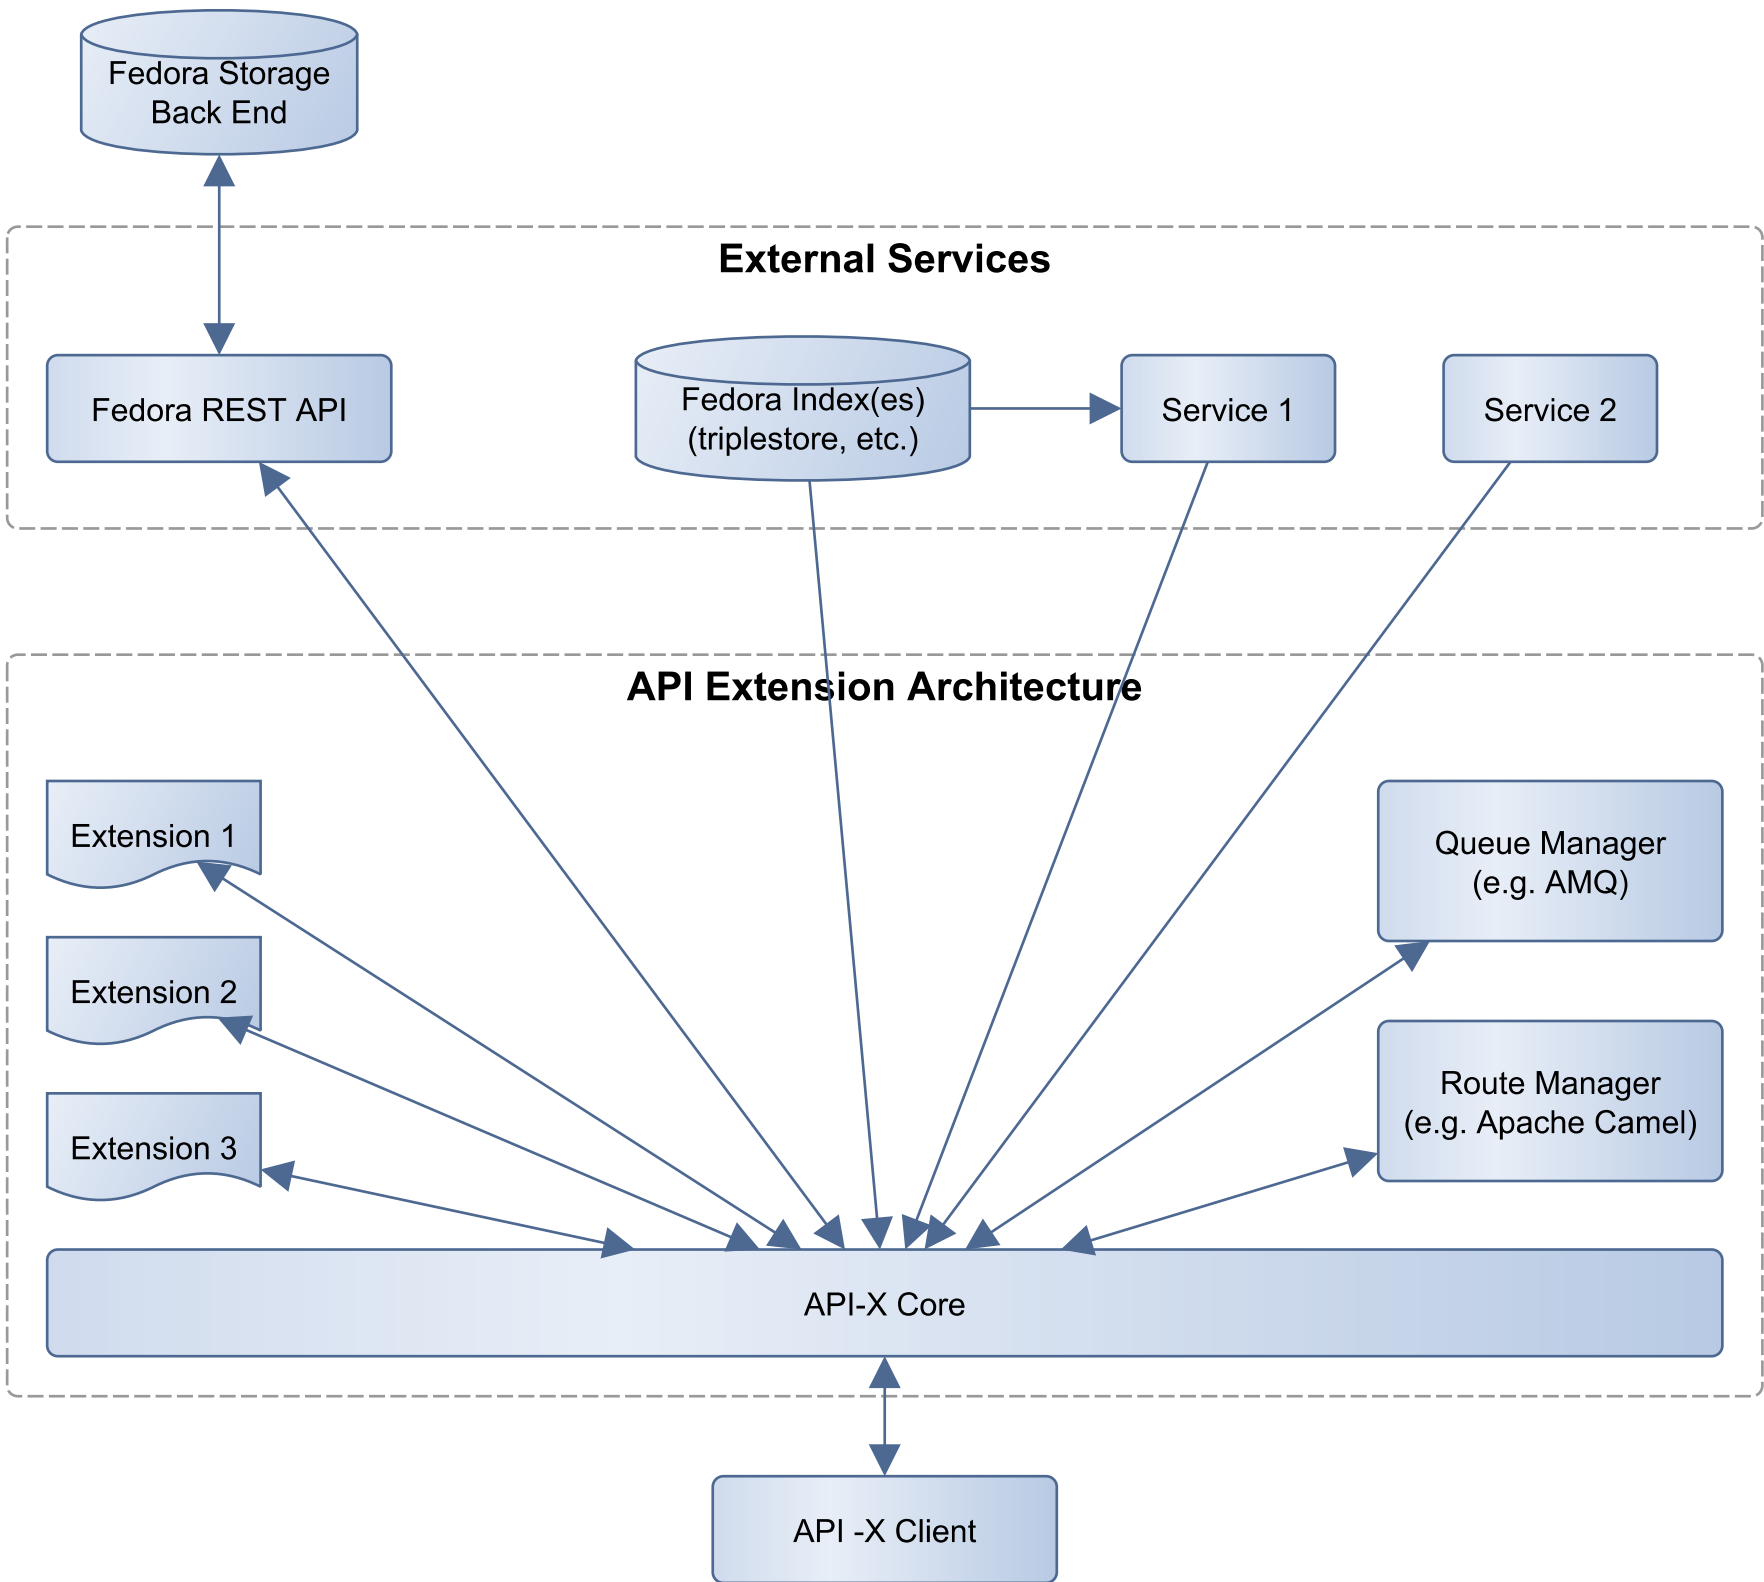 Fedora Storage
Back End
External Services
Fedora REST API
Fedora Index(es)
(triplestore, etc.)
Service 1
Service 2
API Extension Architecture
Extension 1
Extension 2
Extension 3
Queue Manager
(e.g. AMQ)
Route Manager
(e.g. Apache Camel)
API-X Core
API -X Client